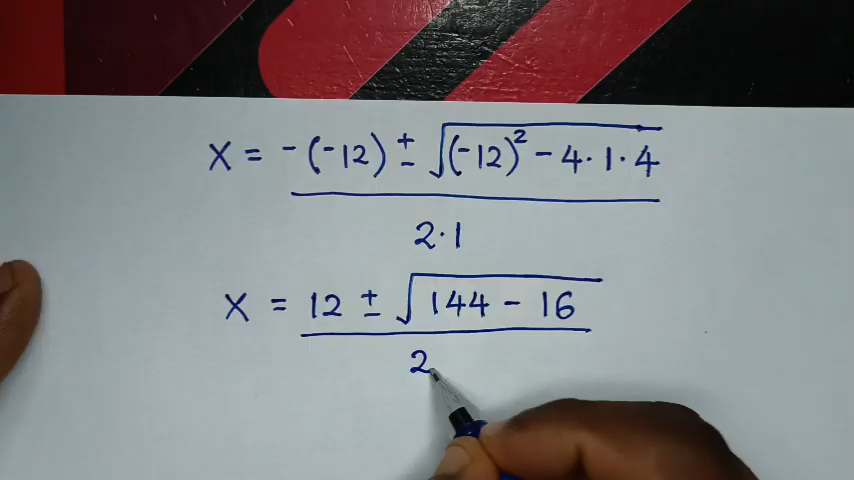 X = -(-12) ± √(-12)² - 4·1·4
2·1
X = 12 ± √144 - 16
2